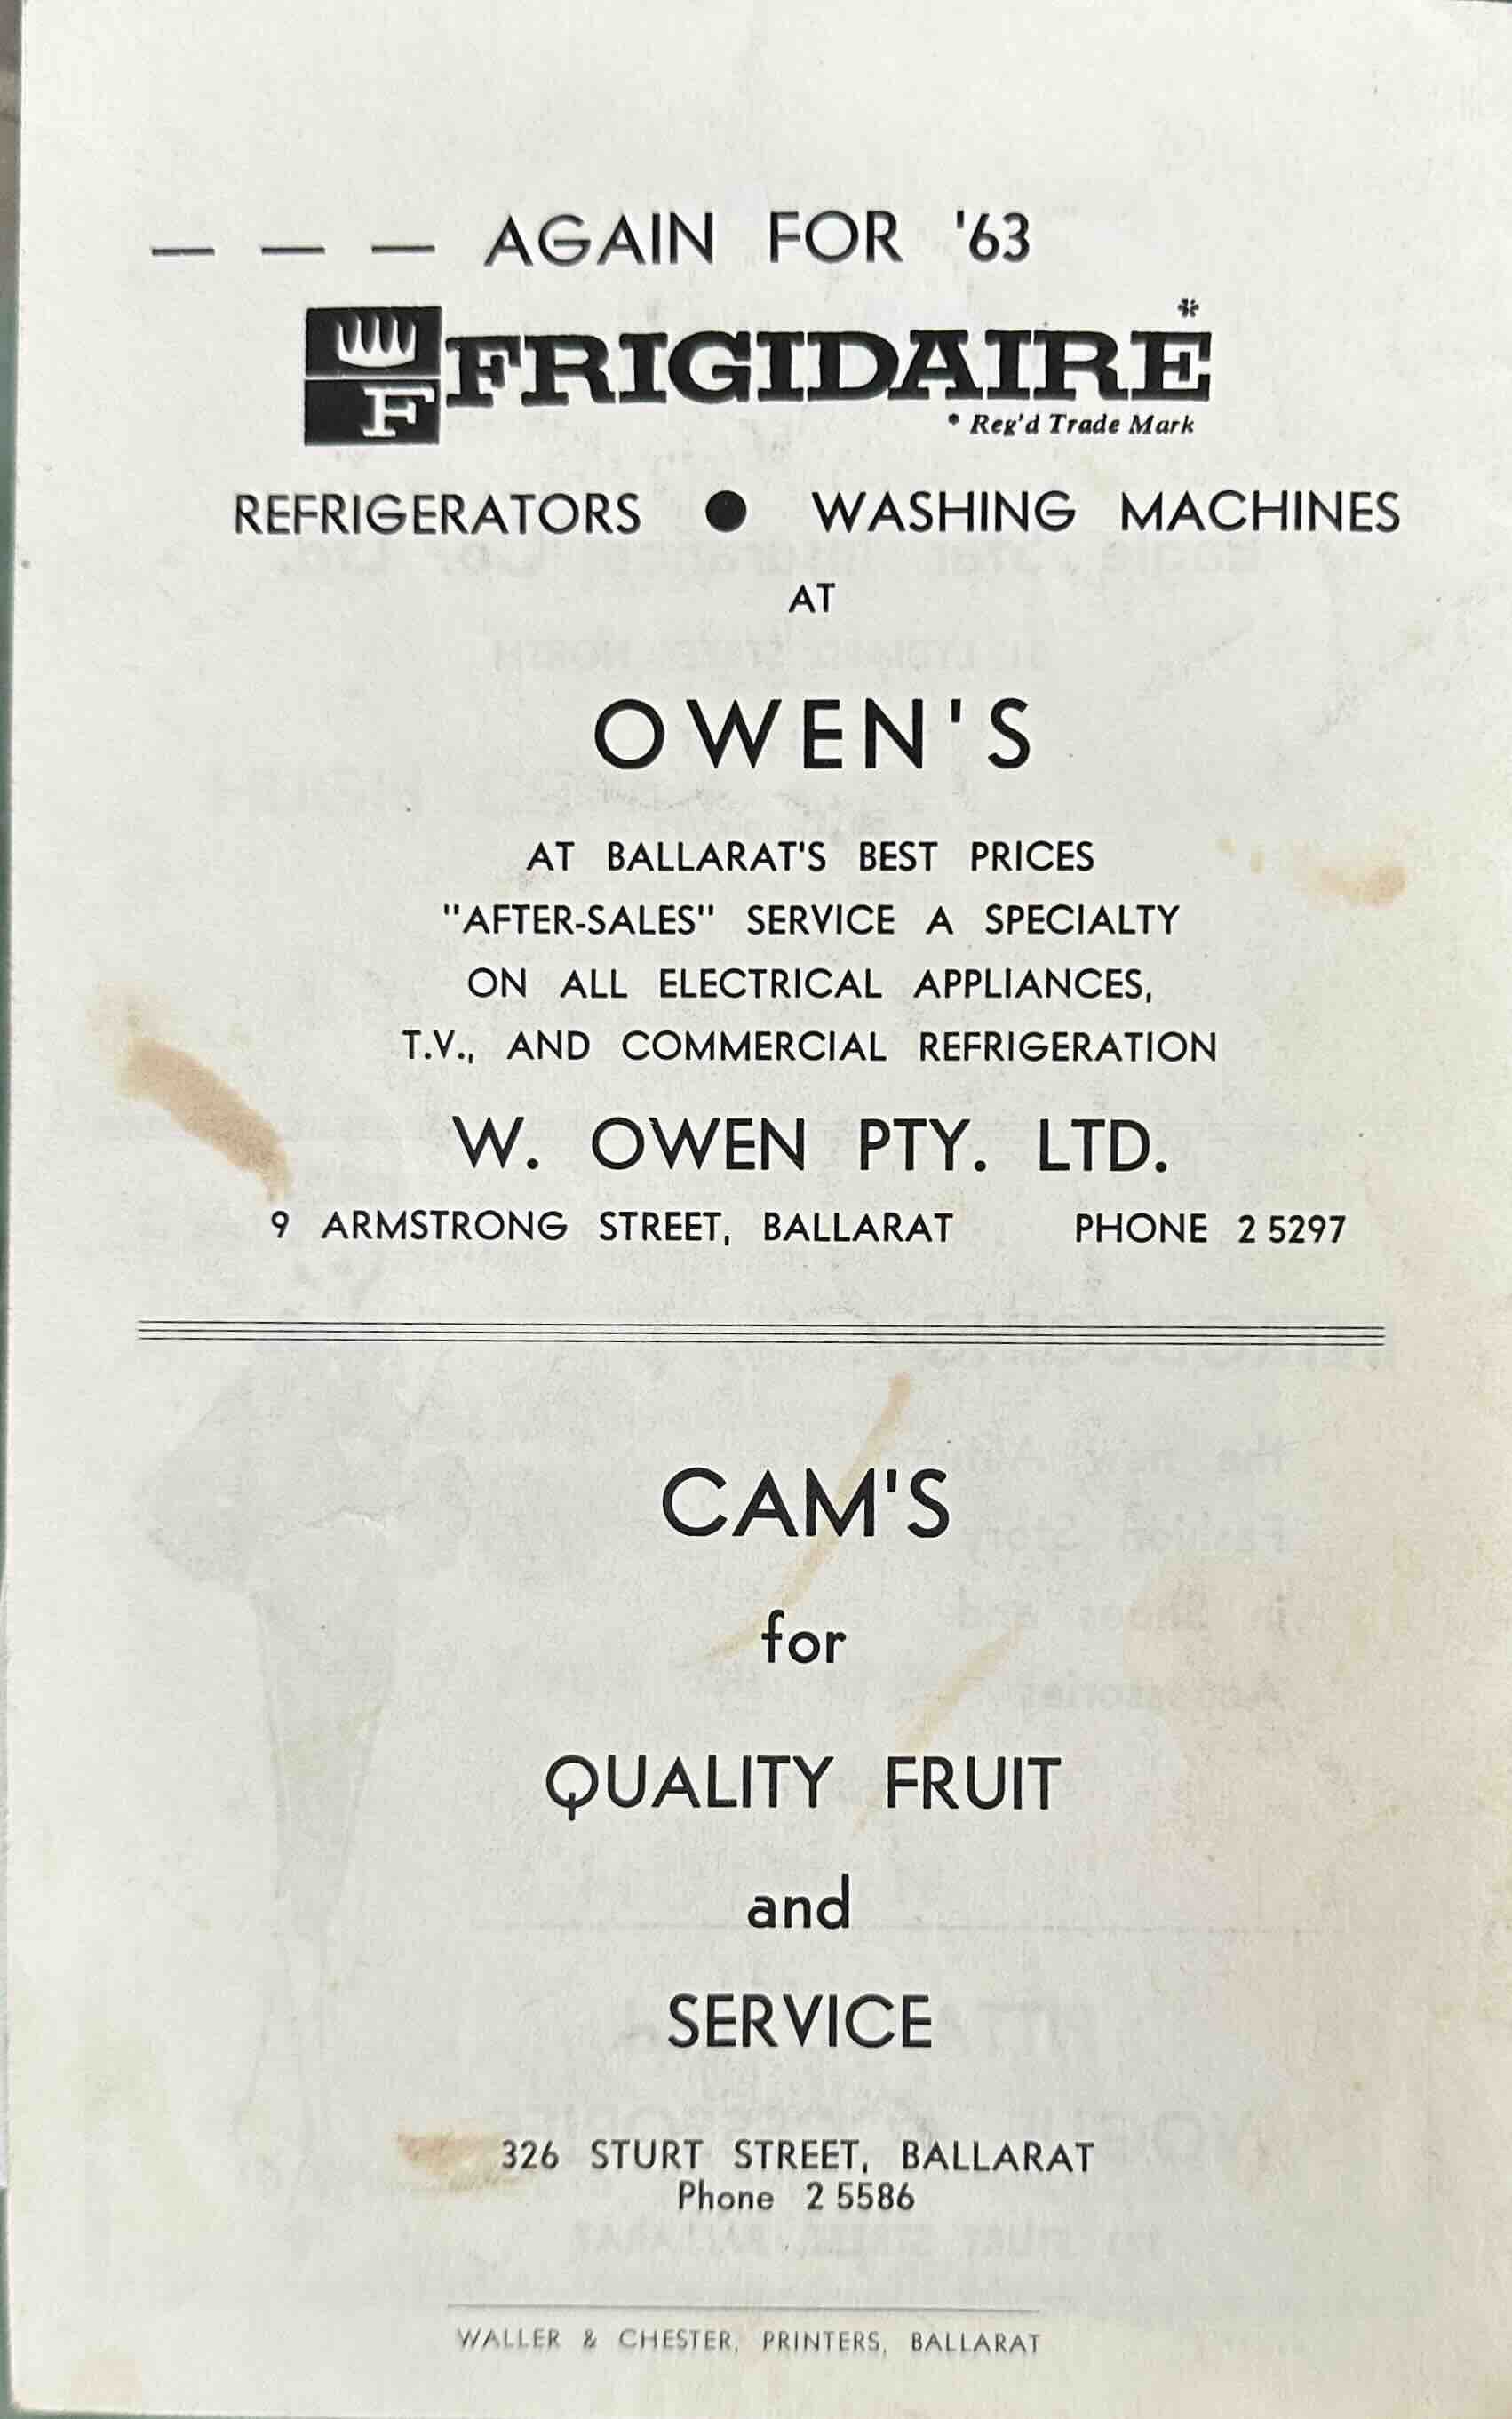 — — — AGAIN FOR '63
F FRIGIDAIRE*
* Reg'd Trade Mark
REFRIGERATORS ● WASHING MACHINES
AT
OWEN'S
AT BALLARAT'S BEST PRICES
"AFTER-SALES" SERVICE A SPECIALTY
ON ALL ELECTRICAL APPLIANCES,
T.V., AND COMMERCIAL REFRIGERATION
W. OWEN PTY. LTD.
9 ARMSTRONG STREET, BALLARAT PHONE 2 5297
CAM'S
for
QUALITY FRUIT
and
SERVICE
326 STURT STREET, BALLARAT
Phone 2 5586
WALLER & CHESTER, PRINTERS, BALLARAT